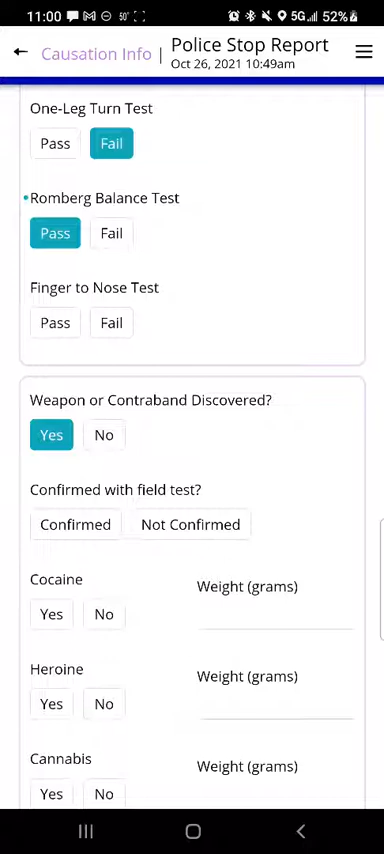 11:00 50° 5G 52%
Causation Info | Police Stop Report
Oct 26, 2021 10:49am
One-Leg Turn Test
Pass Fail
Romberg Balance Test
Pass Fail
Finger to Nose Test
Pass Fail
Weapon or Contraband Discovered?
Yes No
Confirmed with field test?
Confirmed Not Confirmed
Cocaine Weight (grams)
Yes No
Heroine Weight (grams)
Yes No
Cannabis Weight (grams)
Yes No